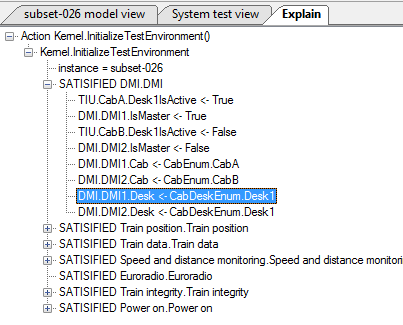 subset-026 model view System test view Explain
Action Kernel.InitializeTestEnvironment()
Kernel.InitializeTestEnvironment
instance = subset-026
SATISIFIED DMI.DMI
TIU.CabA.Desk1IsActive <- True
DMI.DMI1.IsMaster <- True
TIU.CabB.Desk1IsActive <- False
DMI.DMI2.IsMaster <- False
DMI.DMI1.Cab <- CabEnum.CabA
DMI.DMI2.Cab <- CabEnum.CabB
DMI.DMI1.Desk <- CabDeskEnum.Desk1
DMI.DMI2.Desk <- CabDeskEnum.Desk1
SATISIFIED Train position.Train position
SATISIFIED Train data.Train data
SATISIFIED Speed and distance monitoring.Speed and distance monitorin
SATISIFIED Euroradio.Euroradio
SATISIFIED Train integrity.Train integrity
SATISIFIED Power on.Power on